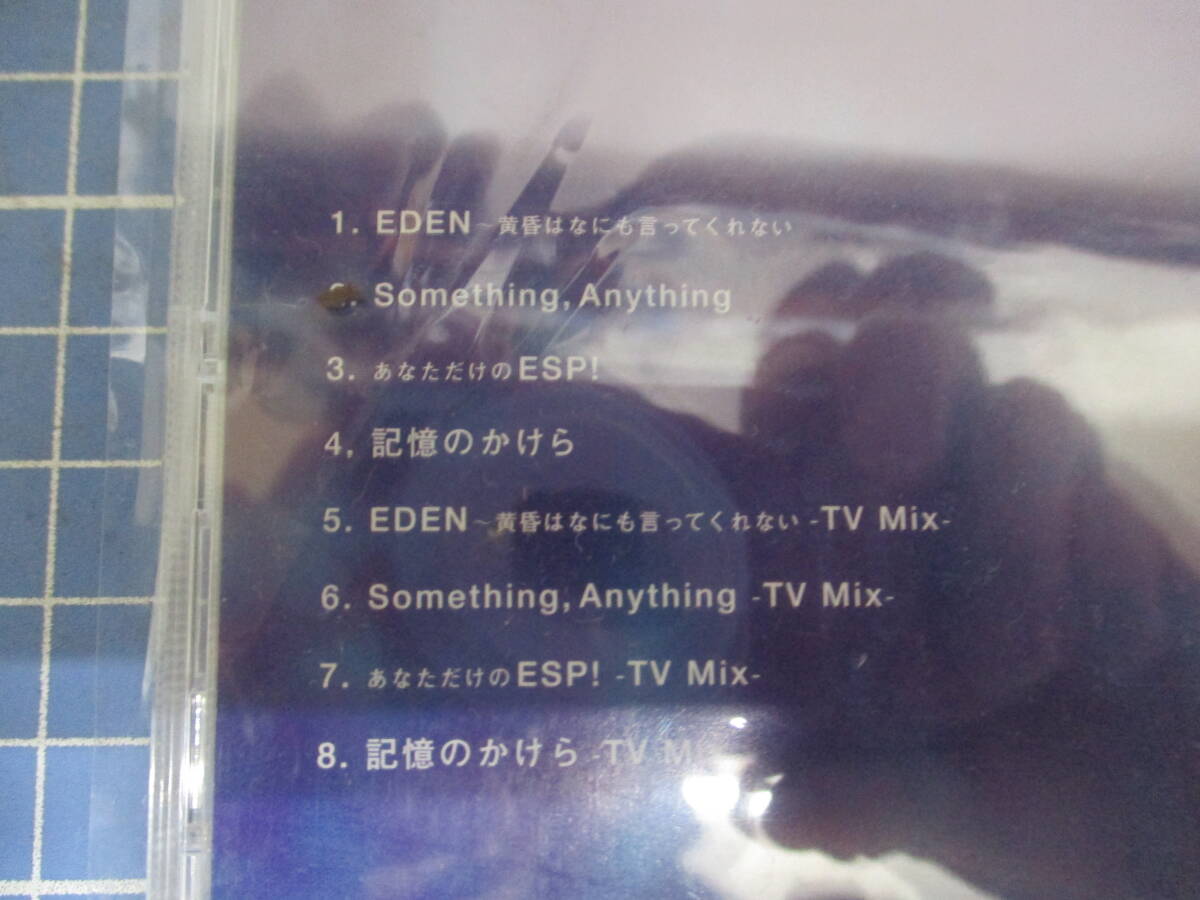 1. EDEN ~黄昏はなにも言ってくれない
2. Something, Anything
3. あなただけのESP!
4. 記憶のかけら
5. EDEN ~黄昏はなにも言ってくれない -TV Mix-
6. Something, Anything -TV Mix-
7. あなただけのESP! -TV Mix-
8. 記憶のかけら -TV